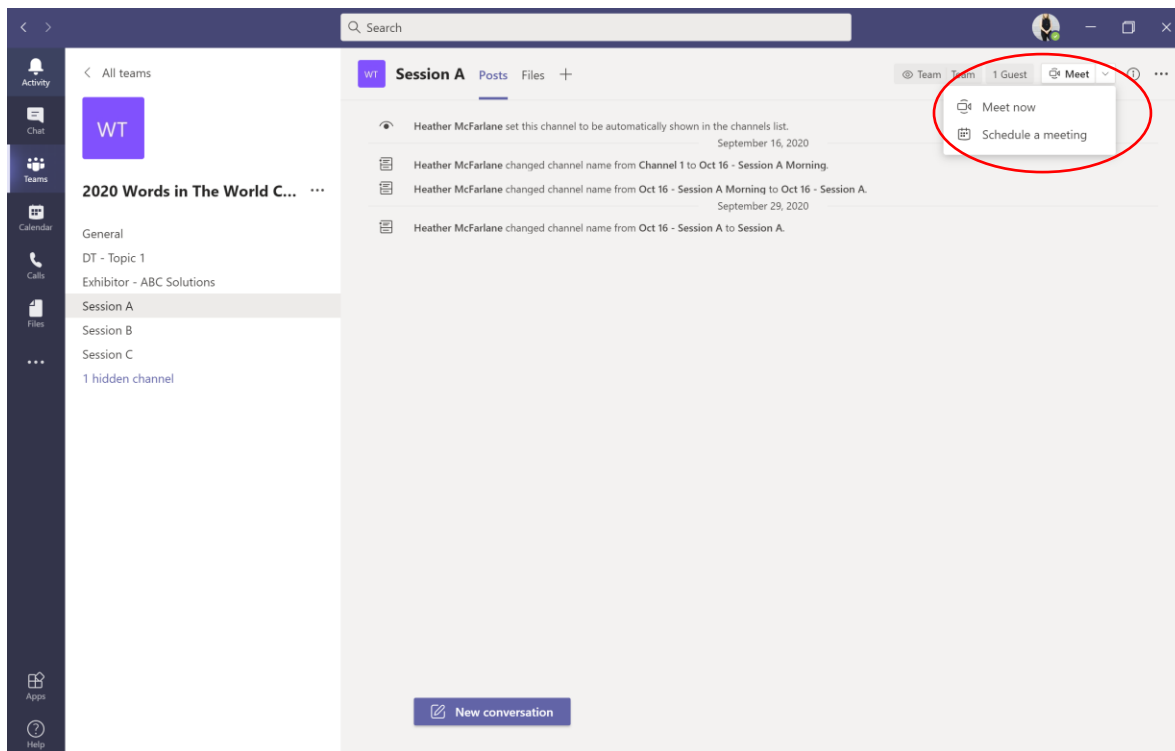 Search
Activity
Chat
Teams
Calendar
Calls
Files
Apps
Help
All teams
WT
2020 Words in The World C...
General
DT - Topic 1
Exhibitor - ABC Solutions
Session A
Session B
Session C
1 hidden channel
WT Session A Posts Files
Team Team 1 Guest Meet
Meet now
Schedule a meeting
Heather McFarlane set this channel to be automatically shown in the channels list.
September 16, 2020
Heather McFarlane changed channel name from Channel 1 to Oct 16 - Session A Morning.
Heather McFarlane changed channel name from Oct 16 - Session A Morning to Oct 16 - Session A.
September 29, 2020
Heather McFarlane changed channel name from Oct 16 - Session A to Session A.
New conversation